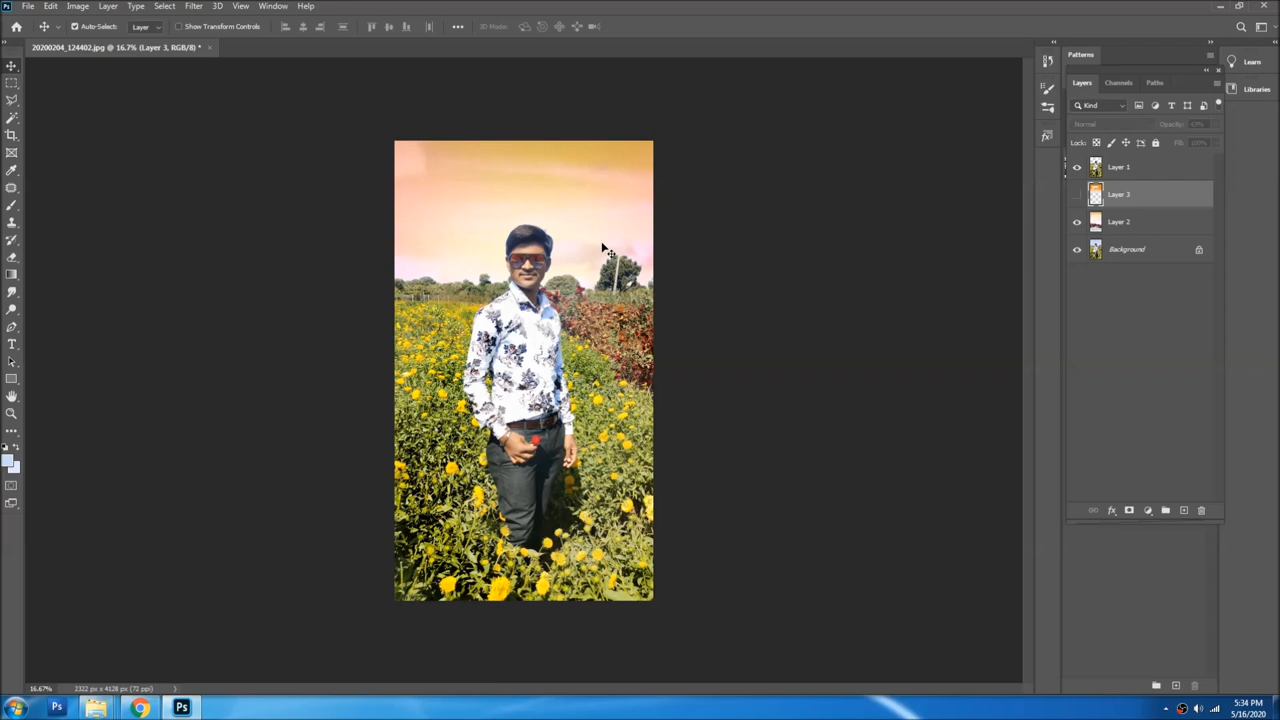 File Edit Image Layer Type Select Filter 3D View Window Help
Auto-Select: Layer Show Transform Controls 3D Mode:
20200204_124402.jpg @ 16.7% (Layer 3, RGB/8) *
Patterns
Learn
Libraries
Layers Channels Paths
Kind
Normal Opacity: 63%
Lock: Fill: 100%
Layer 1
Layer 3
Layer 2
Background
16.67% 2322 px x 4128 px (72 ppi)
Ps
Ps
5:34 PM
5/16/2020